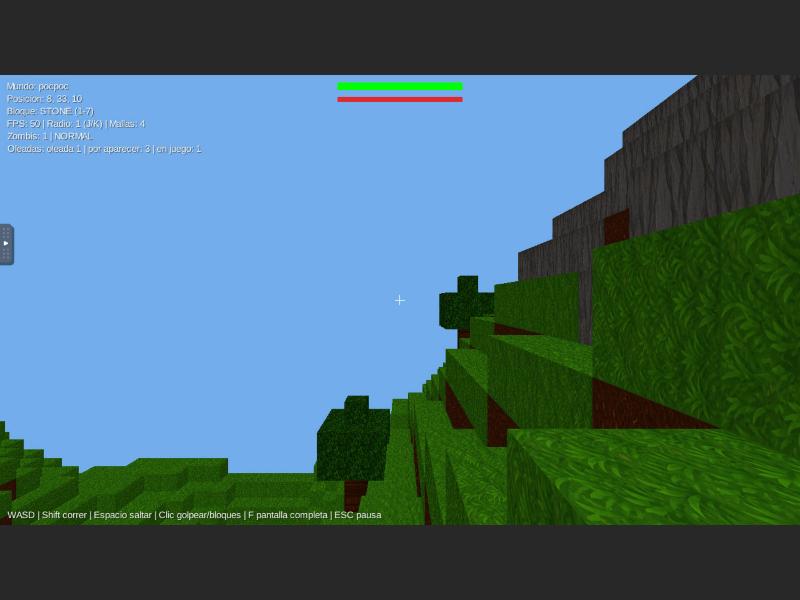 Mundo: pocpoc
Posicion: 8, 33, 10
Bloque: STONE (1-7)
FPS: 50 | Radio: 1 (J/K) | Mallas: 4
Zombis: 1 | NORMAL
Oleadas: oleada 1 | por aparecer: 3 | en juego: 1
WASD | Shift correr | Espacio saltar | Clic golpear/bloques | F pantalla completa | ESC pausa